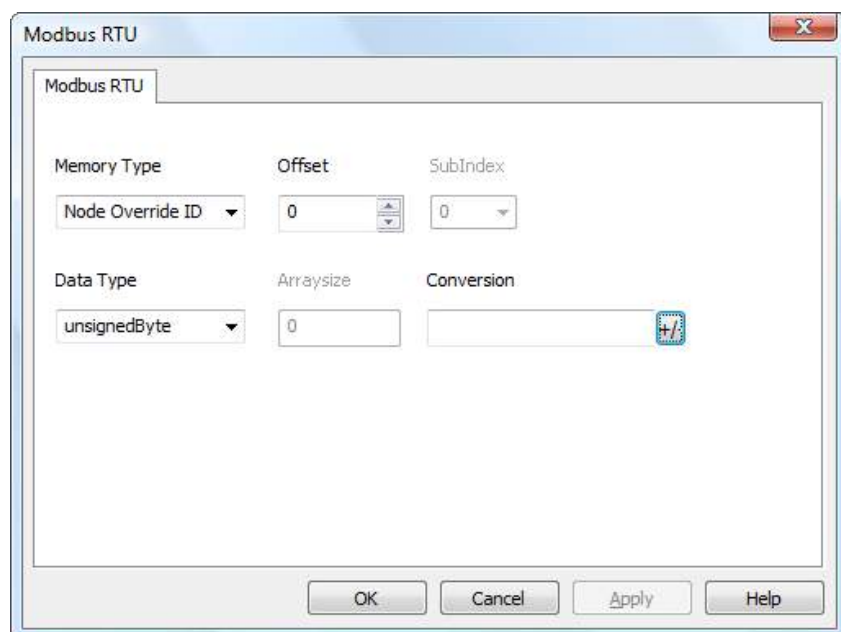 Modbus RTU
Modbus RTU
Memory Type Offset SubIndex
Node Override ID 0 0
Data Type Arraysize Conversion
unsignedByte 0 +/-
OK Cancel Apply Help